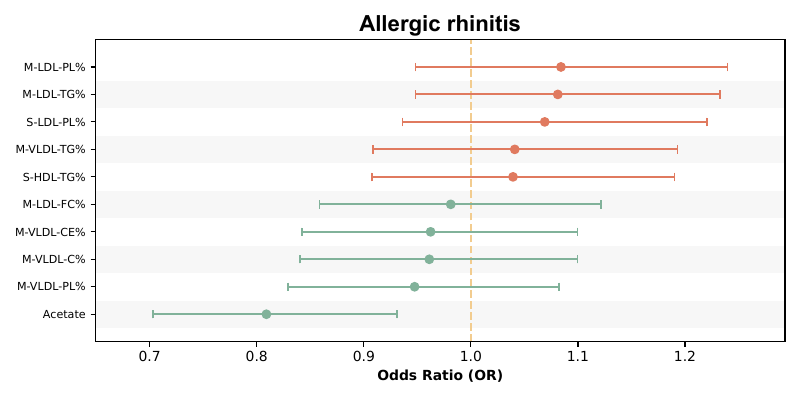 Allergic rhinitis
M-LDL-PL%
M-LDL-TG%
S-LDL-PL%
M-VLDL-TG%
S-HDL-TG%
M-LDL-FC%
M-VLDL-CE%
M-VLDL-C%
M-VLDL-PL%
Acetate
0.7 0.8 0.9 1.0 1.1 1.2
Odds Ratio (OR)